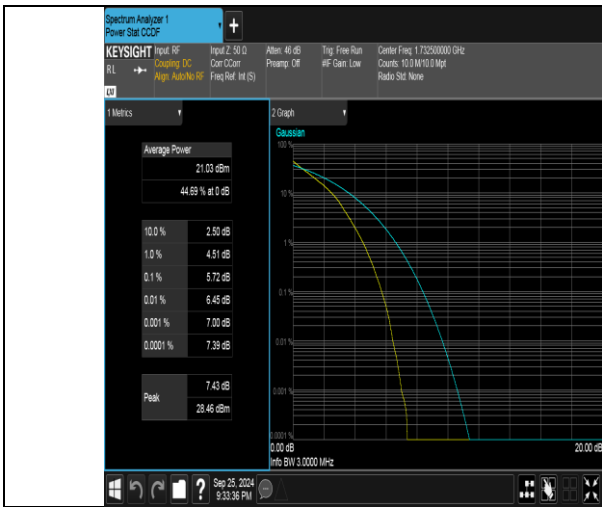 Spectrum Analyzer 1
Power Stat CCDF
KEYSIGHT
RL
LXI
Input: RF
Coupling: DC
Align: Auto/No RF
Input Z: 50 Ω
Corr CCorr
Freq Ref: Int (S)
Atten: 46 dB
Preamp: Off
Trig: Free Run
#IF Gain: Low
Center Freq: 1.732500000 GHz
Counts: 10.0 M/10.0 Mpt
Radio Std: None
1 Metrics
Average Power
21.03 dBm
44.69 % at 0 dB
10.0 % 2.50 dB
1.0 % 4.51 dB
0.1 % 5.72 dB
0.01 % 6.45 dB
0.001 % 7.00 dB
0.0001 % 7.39 dB
Peak
7.43 dB
28.46 dBm
2 Graph
Gaussian
100 %
10 %
1 %
0.1 %
0.01 %
0.001 %
0.0001 %
0.00 dB 20.00 dB
Info BW 3.0000 MHz
?
Sep 25, 2024
9:33:36 PM